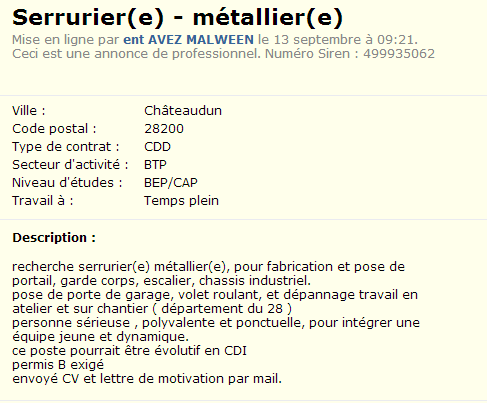 Serrurier(e) - métallier(e)
Mise en ligne par ent AVEZ MALWEEN le 13 septembre à 09:21.
Ceci est une annonce de professionnel. Numéro Siren : 499935062
Ville : Châteaudun
Code postal : 28200
Type de contrat : CDD
Secteur d'activité : BTP
Niveau d'études : BEP/CAP
Travail à : Temps plein
Description :
recherche serrurier(e) métallier(e), pour fabrication et pose de
portail, garde corps, escalier, chassis industriel.
pose de porte de garage, volet roulant, et dépannage travail en
atelier et sur chantier ( département du 28 )
personne sérieuse , polyvalente et ponctuelle, pour intégrer une
équipe jeune et dynamique.
ce poste pourrait être évolutif en CDI
permis B exigé
envoyé CV et lettre de motivation par mail.